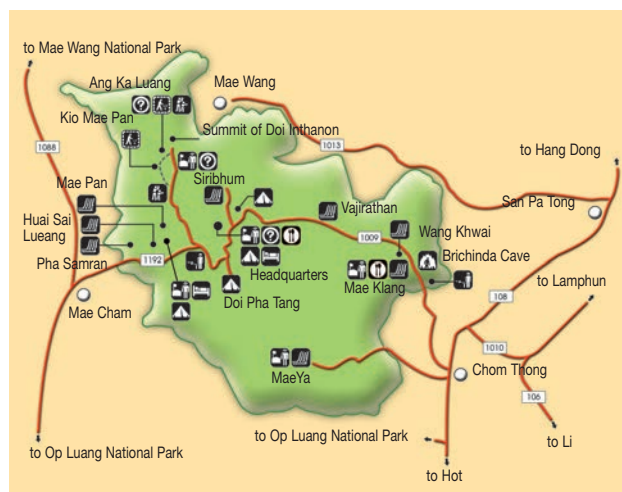 to Mae Wang National Park
Ang Ka Luang
Mae Wang
Kio Mae Pan
Summit of Doi Inthanon
1013
1088
to Hang Dong
Mae Pan
Siribhum
San Pa Tong
Huai Sai
Lueang
Vajirathan
Wang Khwai
1009
Pha Samran
1192
Headquarters
Brichinda Cave
Mae Klang
to Lamphun
Doi Pha Tang
108
Mae Cham
1010
MaeYa
Chom Thong
106
to Op Luang National Park
to Li
to Op Luang National Park
to Hot